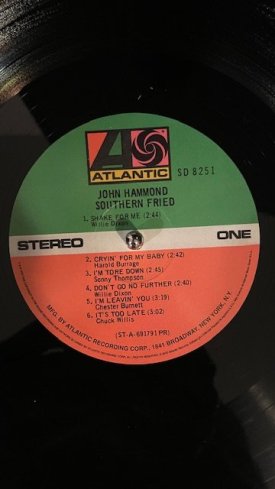 ATLANTIC
SD 8251
JOHN HAMMOND
SOUTHERN FRIED
1. SHAKE FOR ME (2:44)
Willie Dixon
STEREO
ONE
2. CRYIN' FOR MY BABY (2:42)
Harold Burrage
3. I'M TORE DOWN (2:45)
Sonny Thompson
4. DON'T GO NO FURTHER (2:40)
Willie Dixon
5. I'M LEAVIN' YOU (3:19)
Chester Burnett
6. IT'S TOO LATE (3:02)
Chuck Willis
(ST-A-691791 PR)
MFG. BY ATLANTIC RECORDING CORP., 1841 BROADWAY, NEW YORK, N.Y.